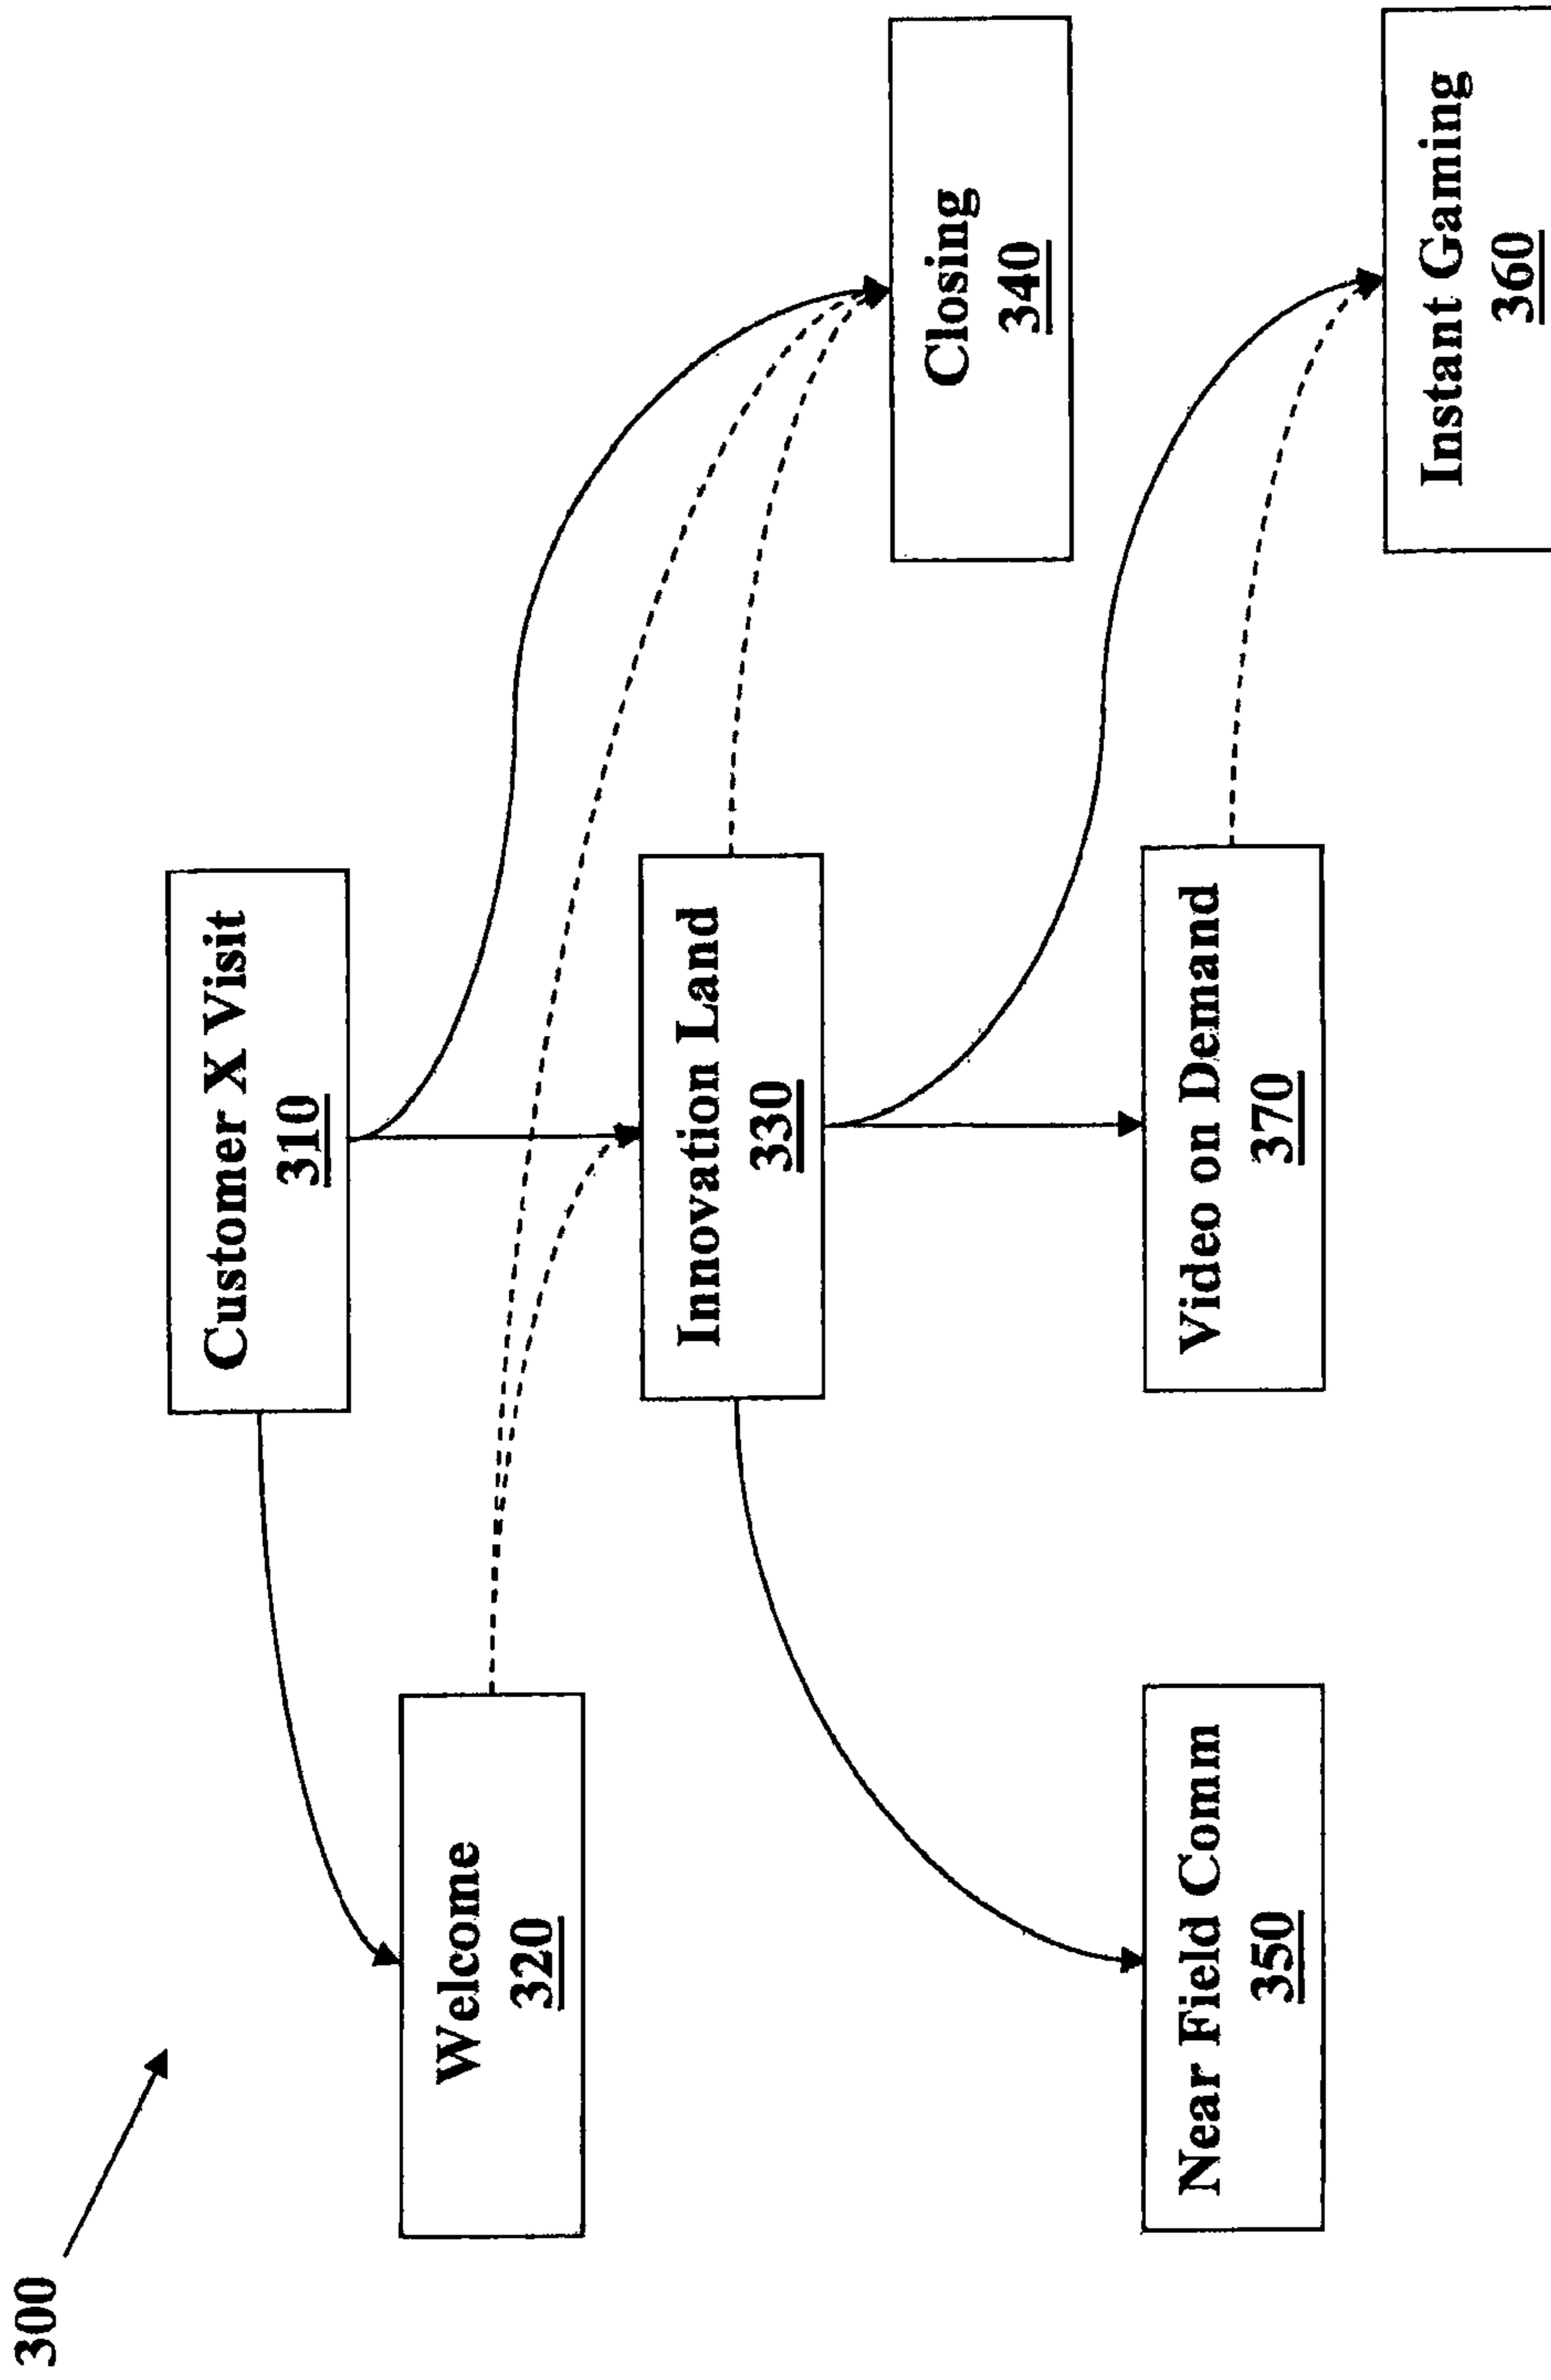 300
Customer X Visit
310
Welcome
320
Innovation Land
330
Closing
340
Near Field Comm
350
Video on Demand
370
Instant Gaming
360